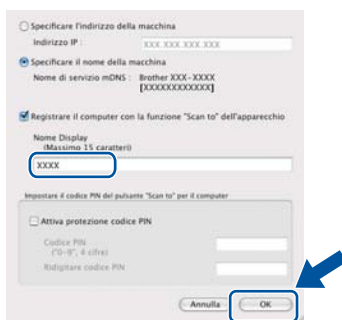 Specificare l'indirizzo della macchina
Indirizzo IP : XXX.XXX.XXX.XXX
Specificare il nome della macchina
Nome di servizio mDNS : Brother XXX-XXXX
[XXXXXXXXXXXX]
Registrare il computer con la funzione "Scan to" dell'apparecchio
Nome Display
(Massimo 15 caratteri)
XXXX
Impostare il codice PIN del pulsante "Scan to" per il computer
Attiva protezione codice PIN
Codice PIN
("0-9", 4 cifre)
Ridigitare codice PIN
Annulla OK